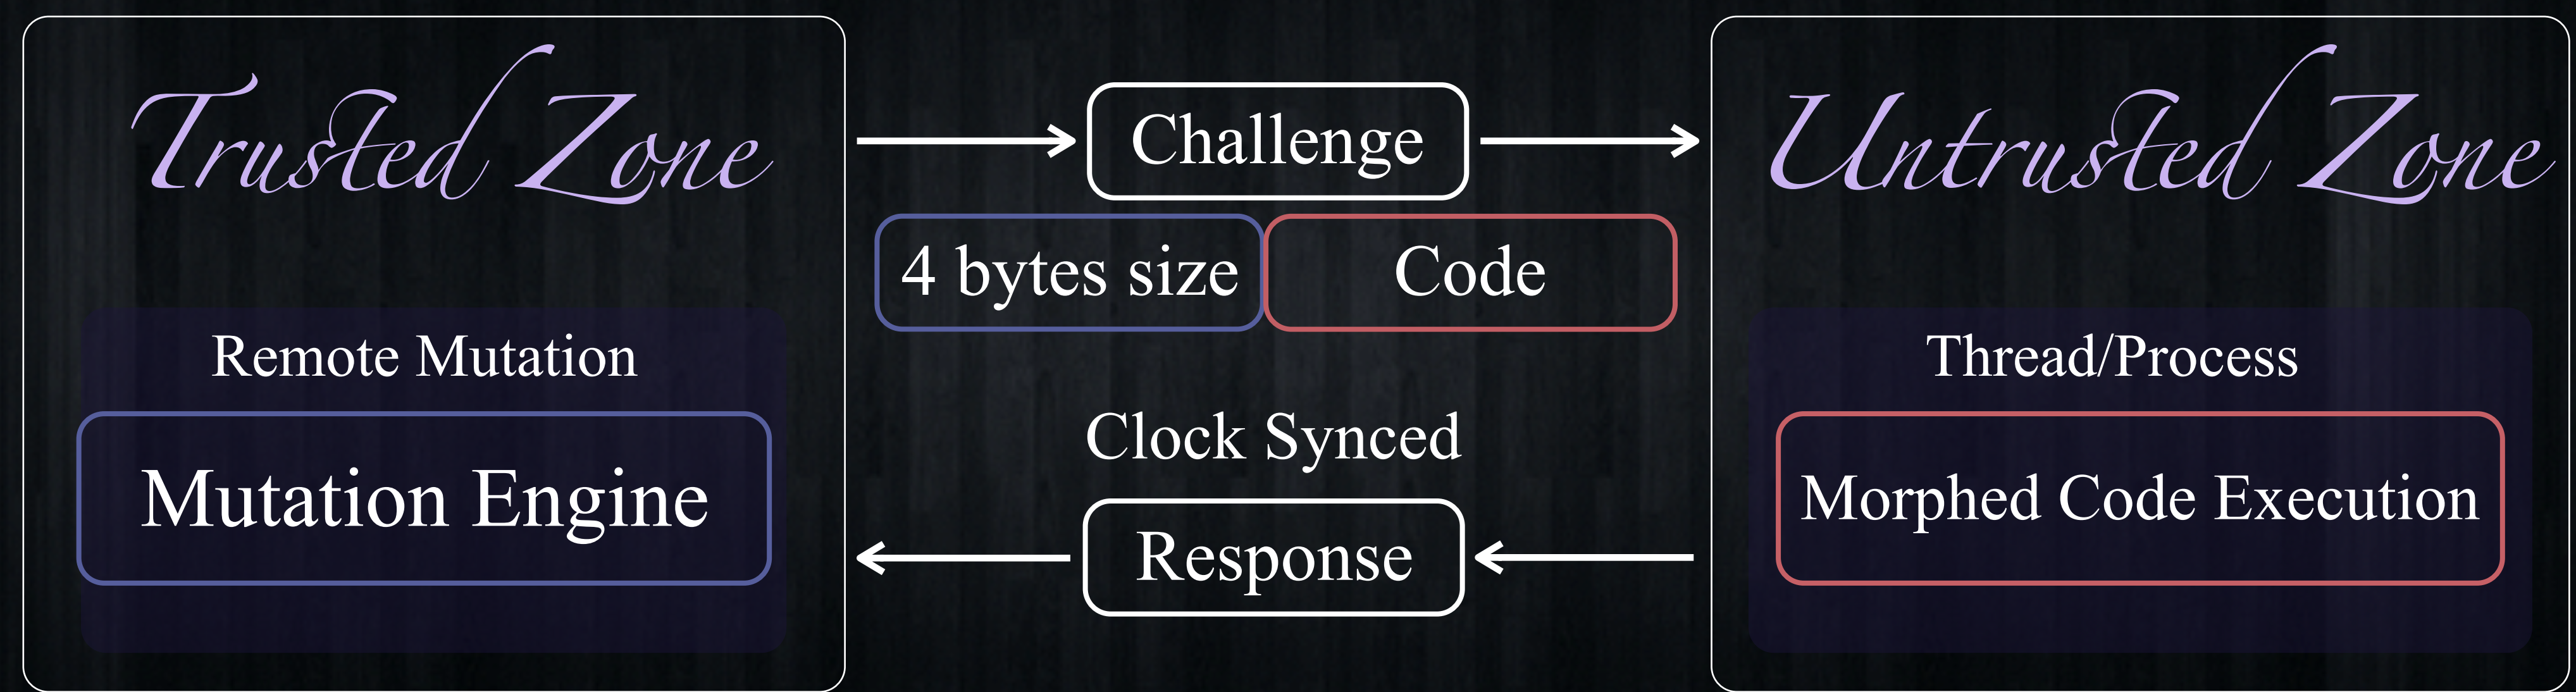 Trusted Zone
Remote Mutation
Mutation Engine
Challenge
4 bytes size
Code
Clock Synced
Response
Untrusted Zone
Thread/Process
Morphed Code Execution